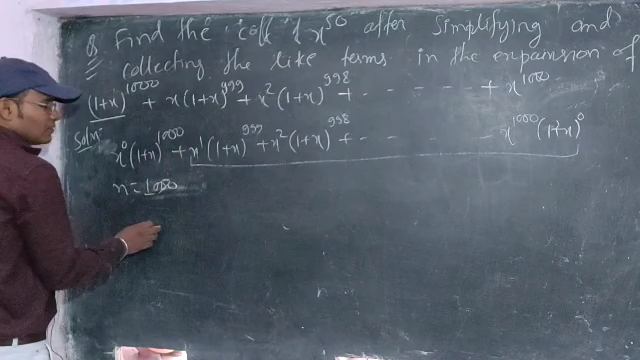 Q Find the coeff of x^50 after simplifying and
collecting the like terms in the expansion of
(1+x)^1000 + x(1+x)^999 + x^2(1+x)^998 + - - - - - - + x^1000
Soln: x^0(1+x)^1000 + x^1(1+x)^999 + x^2(1+x)^998 + - - - - x^1000(1+x)^0
n = 1000